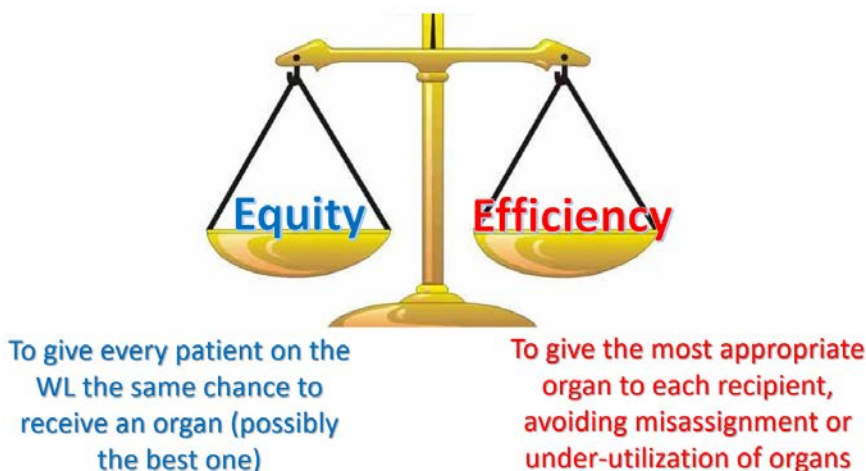 Equity
Efficiency
To give every patient on the
WL the same chance to
receive an organ (possibly
the best one)
To give the most appropriate
organ to each recipient,
avoiding misassignment or
under-utilization of organs